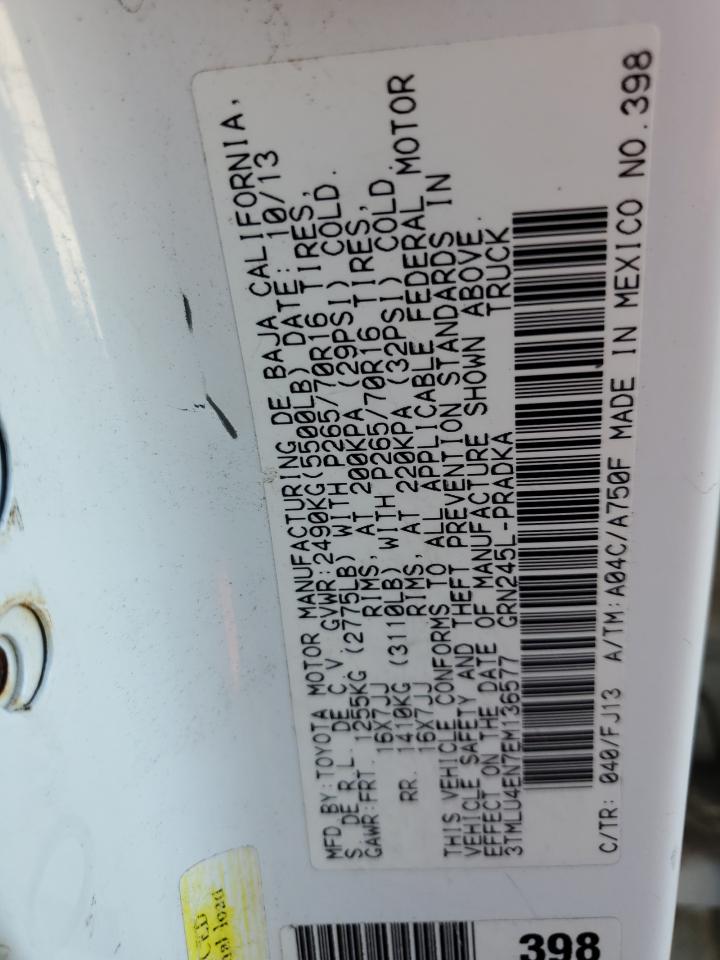 MFD BY: TOYOTA MOTOR MANUFACTURING DE BAJA CALIFORNIA,
S. DE R.L. DE C.V. GVWR: 2490KG(5500LB) DATE: 10/13
GAWR: FRT. 1255KG (2775LB) WITH P265/70R16 TIRES,
16X7JJ RIMS, AT 200KPA (29PSI) COLD.
RR. 1410KG (3110LB) WITH P265/70R16 TIRES,
16X7JJ RIMS, AT 220KPA (32PSI) COLD.
THIS VEHICLE CONFORMS TO ALL APPLICABLE FEDERAL MOTOR
VEHICLE SAFETY AND THEFT PREVENTION STANDARDS IN
EFFECT ON THE DATE OF MANUFACTURE SHOWN ABOVE.
3TMLU4EN7EM136577 GRN245L-PRADKA TRUCK
C/TR: 040/FJ13 A/TM: A04C/A750F MADE IN MEXICO NO.398
load
398